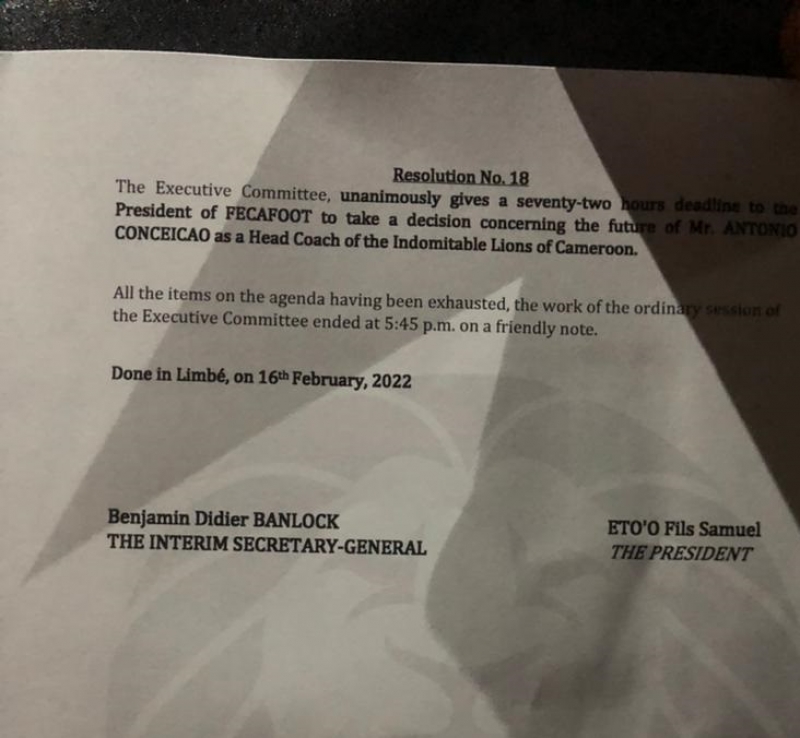 Resolution No. 18
The Executive Committee, unanimously gives a seventy-two hours deadline to the
President of FECAFOOT to take a decision concerning the future of Mr. ANTONIO
CONCEICAO as a Head Coach of the Indomitable Lions of Cameroon.
All the items on the agenda having been exhausted, the work of the ordinary session of
the Executive Committee ended at 5:45 p.m. on a friendly note.
Done in Limbé, on 16th February, 2022
Benjamin Didier BANLOCK
THE INTERIM SECRETARY-GENERAL
ETO'O Fils Samuel
THE PRESIDENT